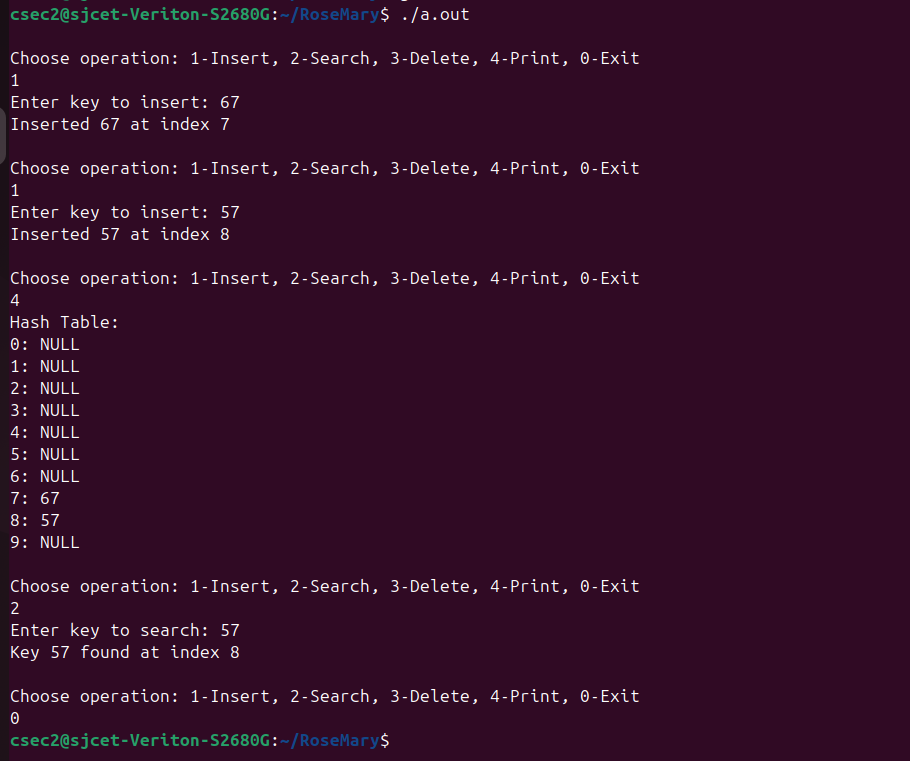 csec2@sjcet-Veriton-S2680G:~/RoseMary$ ./a.out
Choose operation: 1-Insert, 2-Search, 3-Delete, 4-Print, 0-Exit
1
Enter key to insert: 67
Inserted 67 at index 7
Choose operation: 1-Insert, 2-Search, 3-Delete, 4-Print, 0-Exit
1
Enter key to insert: 57
Inserted 57 at index 8
Choose operation: 1-Insert, 2-Search, 3-Delete, 4-Print, 0-Exit
4
Hash Table:
0: NULL
1: NULL
2: NULL
3: NULL
4: NULL
5: NULL
6: NULL
7: 67
8: 57
9: NULL
Choose operation: 1-Insert, 2-Search, 3-Delete, 4-Print, 0-Exit
2
Enter key to search: 57
Key 57 found at index 8
Choose operation: 1-Insert, 2-Search, 3-Delete, 4-Print, 0-Exit
0
csec2@sjcet-Veriton-S2680G:~/RoseMary$